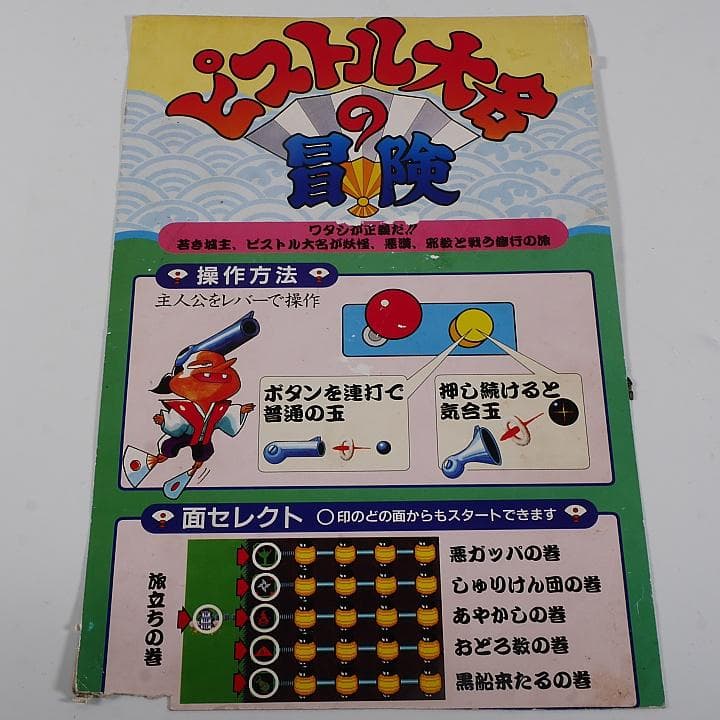 ピストル大名
の
冒険
ワタシが正義だ!!
若き城主、ピストル大名が妖怪、悪漢、邪教と戦う修行の旅
操作方法
主人公をレバーで操作
ボタンを連打で
普通の玉
押し続けると
気合玉
面セレクト ○印のどの面からもスタートできます
旅立ちの巻
悪ガッパの巻
しゅりけん団の巻
あやかしの巻
おどろ教の巻
黒船来たるの巻